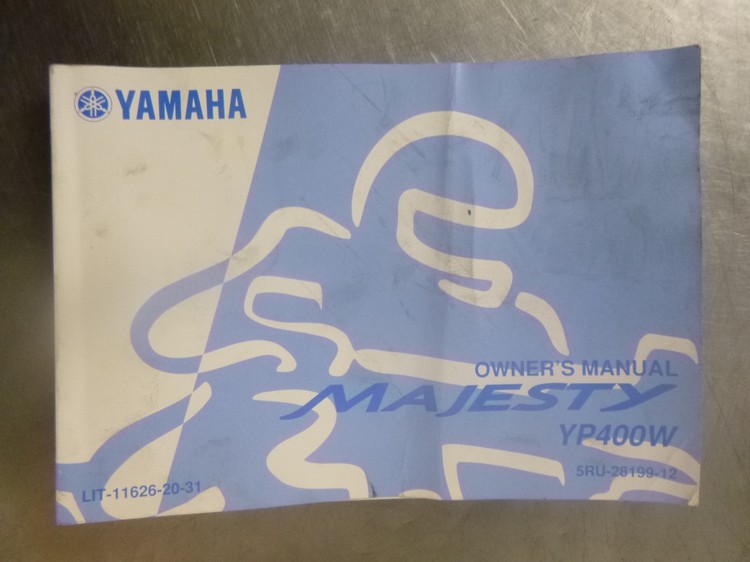 YAMAHA
OWNER'S MANUAL
MAJESTY
YP400W
5RU-28199-12
LIT-11626-20-31